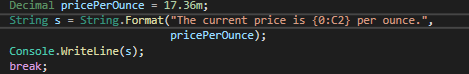 Decimal pricePerOunce = 17.36m;
String s = String.Format("The current price is {0:C2} per ounce.",
pricePerOunce);
Console.WriteLine(s);
break;